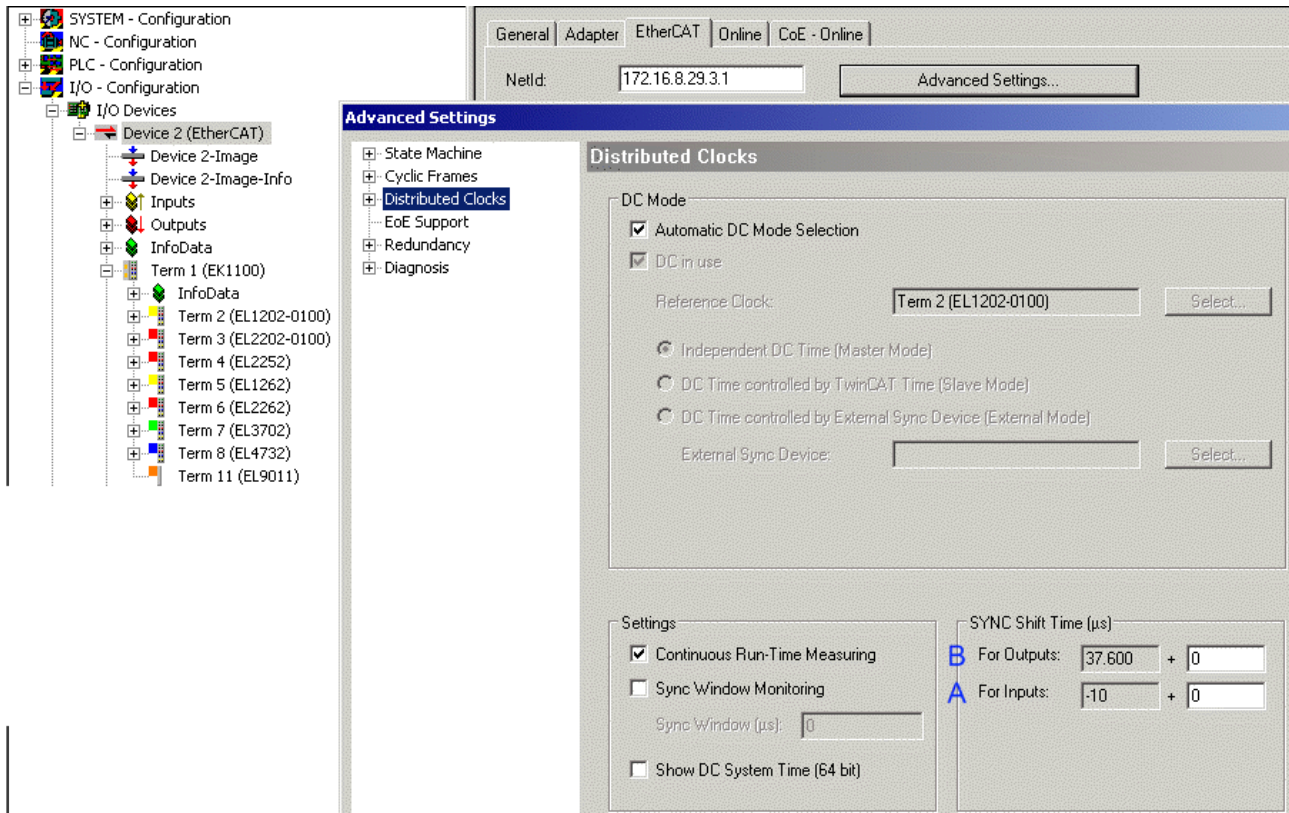 SYSTEM - Configuration
NC - Configuration
PLC - Configuration
I/O - Configuration
I/O Devices
Device 2 (EtherCAT)
Device 2-Image
Device 2-Image-Info
Inputs
Outputs
InfoData
Term 1 (EK1100)
InfoData
Term 2 (EL1202-0100)
Term 3 (EL2202-0100)
Term 4 (EL2252)
Term 5 (EL1262)
Term 6 (EL2262)
Term 7 (EL3702)
Term 8 (EL4732)
Term 11 (EL9011)
General Adapter EtherCAT Online CoE - Online
NetId: 172.16.8.29.3.1 Advanced Settings...
Advanced Settings
State Machine
Cyclic Frames
Distributed Clocks
EoE Support
Redundancy
Diagnosis
Distributed Clocks
DC Mode
Automatic DC Mode Selection
DC in use
Reference Clock: Term 2 (EL1202-0100) Select...
Independent DC Time (Master Mode)
DC Time controlled by TwinCAT Time (Slave Mode)
DC Time controlled by External Sync Device (External Mode)
External Sync Device: Select...
Settings
Continuous Run-Time Measuring
Sync Window Monitoring
Sync Window (µs): 0
Show DC System Time (64 bit)
SYNC Shift Time (µs)
B For Outputs: 37.600 + 0
A For Inputs: -10 + 0